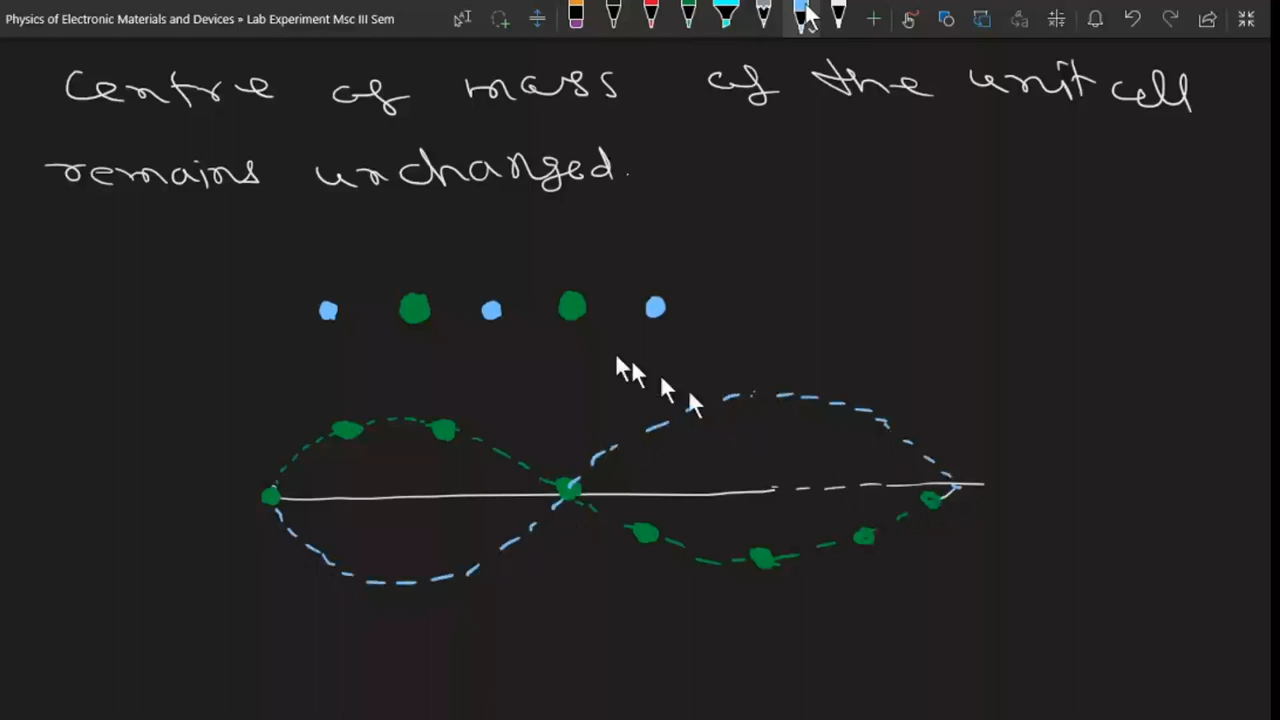 Physics of Electronic Materials and Devices » Lab Experiment Msc III Sem
Centre of mass of the unit cell
remains unchanged.